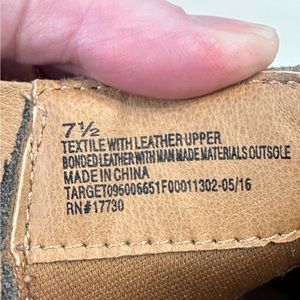 7½
TEXTILE WITH LEATHER UPPER
BONDED LEATHER WITH MAN MADE MATERIALS OUTSOLE
MADE IN CHINA
TARGET096006651F00011302-05/16
RN#17730